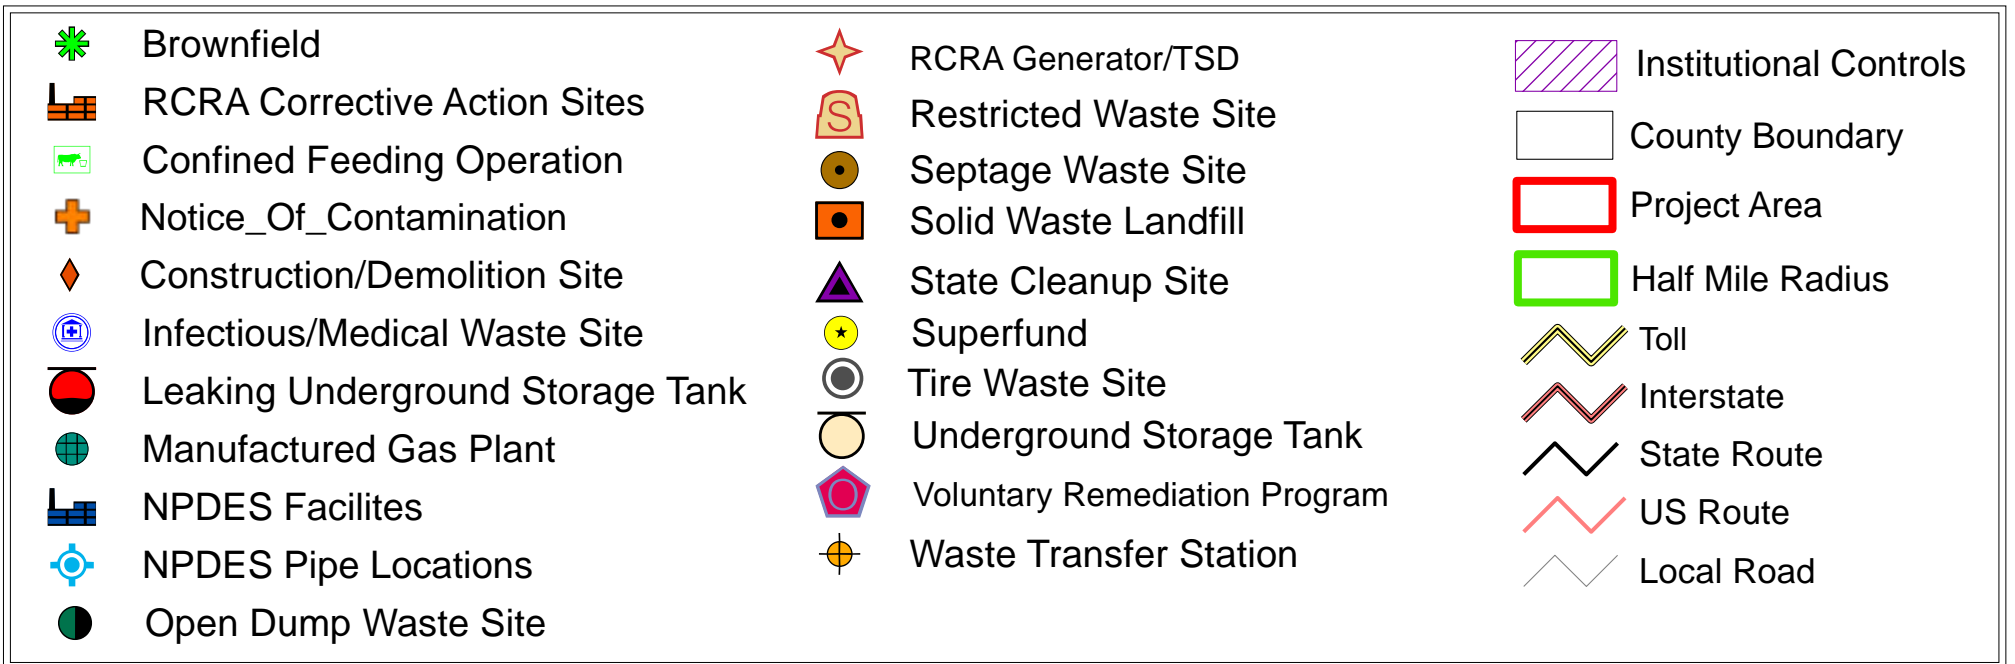 Brownfield
RCRA Corrective Action Sites
Confined Feeding Operation
Notice_Of_Contamination
Construction/Demolition Site
Infectious/Medical Waste Site
Leaking Underground Storage Tank
Manufactured Gas Plant
NPDES Facilites
NPDES Pipe Locations
Open Dump Waste Site
RCRA Generator/TSD
S
Restricted Waste Site
Septage Waste Site
Solid Waste Landfill
State Cleanup Site
Superfund
Tire Waste Site
Underground Storage Tank
O
Voluntary Remediation Program
Waste Transfer Station
Institutional Controls
County Boundary
Project Area
Half Mile Radius
Toll
Interstate
State Route
US Route
Local Road